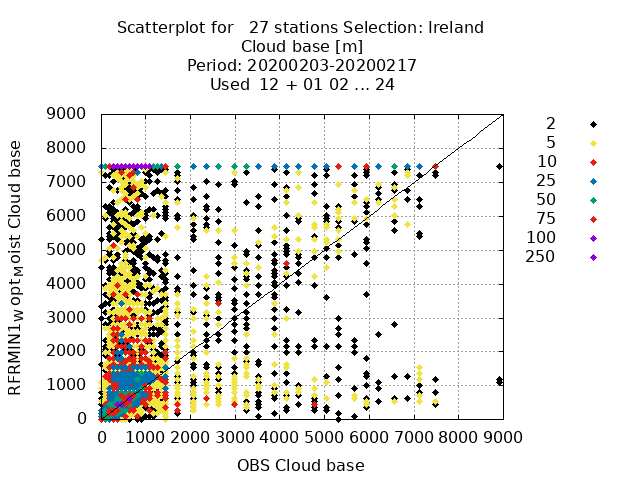 Scatterplot for   27 stations Selection: Ireland
Cloud base [m]
Period: 20200203-20200217
Used  12 + 01 02 ... 24
RFRMIN1WoptMoist Cloud base
9000
8000
7000
6000
5000
4000
3000
2000
1000
0
0 1000 2000 3000 4000 5000 6000 7000 8000 9000
OBS Cloud base
2
5
10
25
50
75
100
250